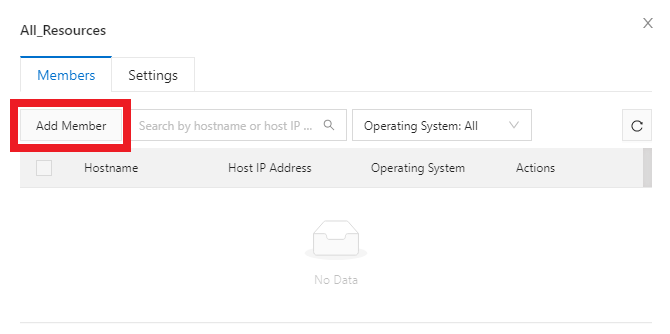 All_Resources
Members Settings
Add Member Search by hostname or host IP ... Operating System: All
Hostname Host IP Address Operating System Actions
No Data